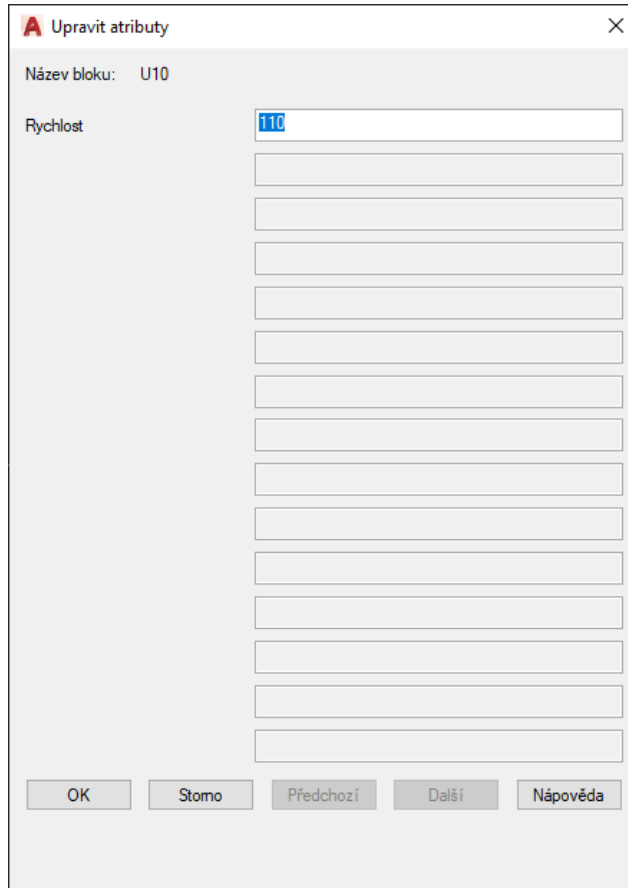 Upravit atributy
Název bloku: U10
Rychlost 110
OK Storno Předchozí Další Nápověda